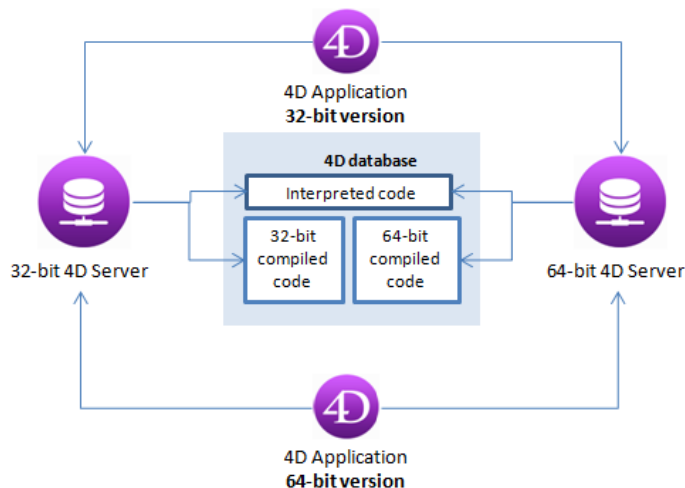 4D
4D Application
32-bit version
4D database
Interpreted code
32-bit
compiled
code
64-bit
compiled
code
32-bit 4D Server
64-bit 4D Server
4D
4D Application
64-bit version